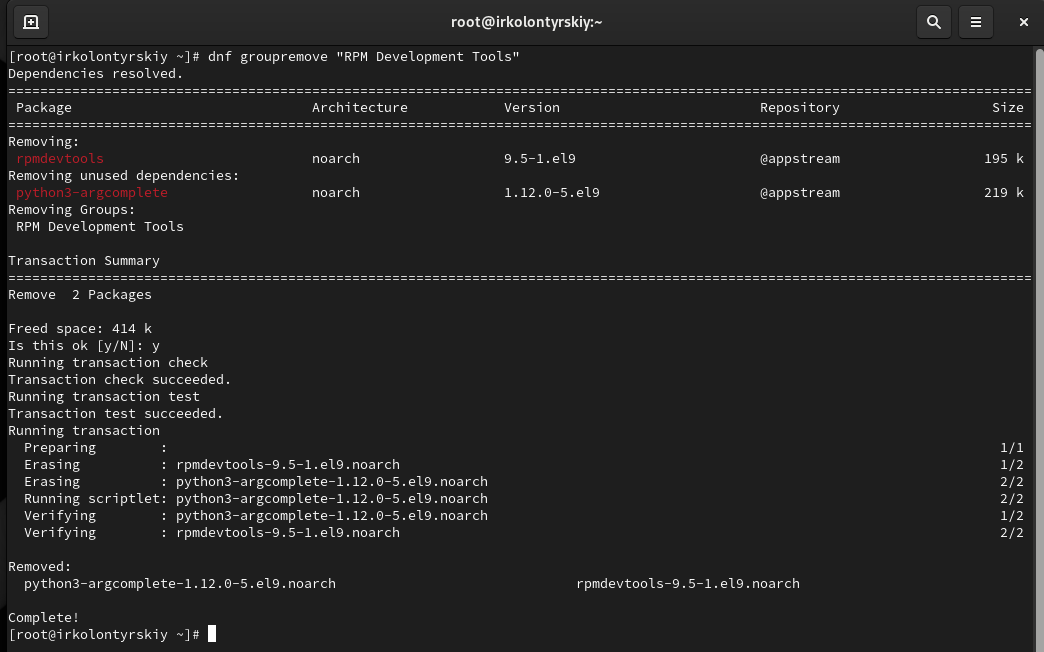 root@irkolontyrskiy:~
[root@irkolontyrskiy ~]# dnf groupremove "RPM Development Tools"
Dependencies resolved.
================================================================================================================================
Package Architecture Version Repository Size
================================================================================================================================
Removing:
rpmdevtools noarch 9.5-1.el9 @appstream 195 k
Removing unused dependencies:
python3-argcomplete noarch 1.12.0-5.el9 @appstream 219 k
Removing Groups:
RPM Development Tools
Transaction Summary
================================================================================================================================
Remove  2 Packages
Freed space: 414 k
Is this ok [y/N]: y
Running transaction check
Transaction check succeeded.
Running transaction test
Transaction test succeeded.
Running transaction
Preparing        : 1/1
Erasing          : rpmdevtools-9.5-1.el9.noarch 1/2
Erasing          : python3-argcomplete-1.12.0-5.el9.noarch 2/2
Running scriptlet: python3-argcomplete-1.12.0-5.el9.noarch 2/2
Verifying        : python3-argcomplete-1.12.0-5.el9.noarch 1/2
Verifying        : rpmdevtools-9.5-1.el9.noarch 2/2
Removed:
python3-argcomplete-1.12.0-5.el9.noarch rpmdevtools-9.5-1.el9.noarch
Complete!
[root@irkolontyrskiy ~]#